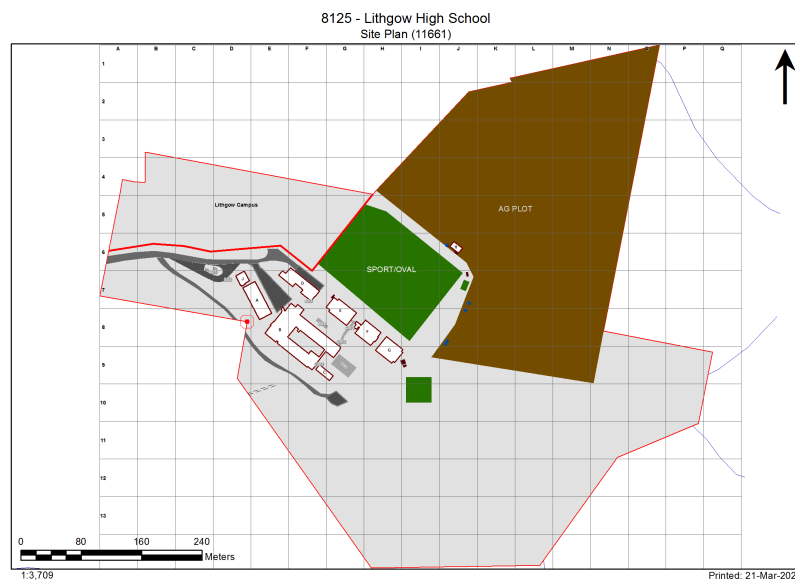 8125 - Lithgow High School
Site Plan (11661)
A B C D E F G H I J K L M N O P Q
1
2
3
4
Lithgow Campus
AG PLOT
5
6
SPORT/OVAL
7
A
B
8
9
10
11
12
13
0 80 160 240
Meters
1:3,709
Printed: 21-Mar-202